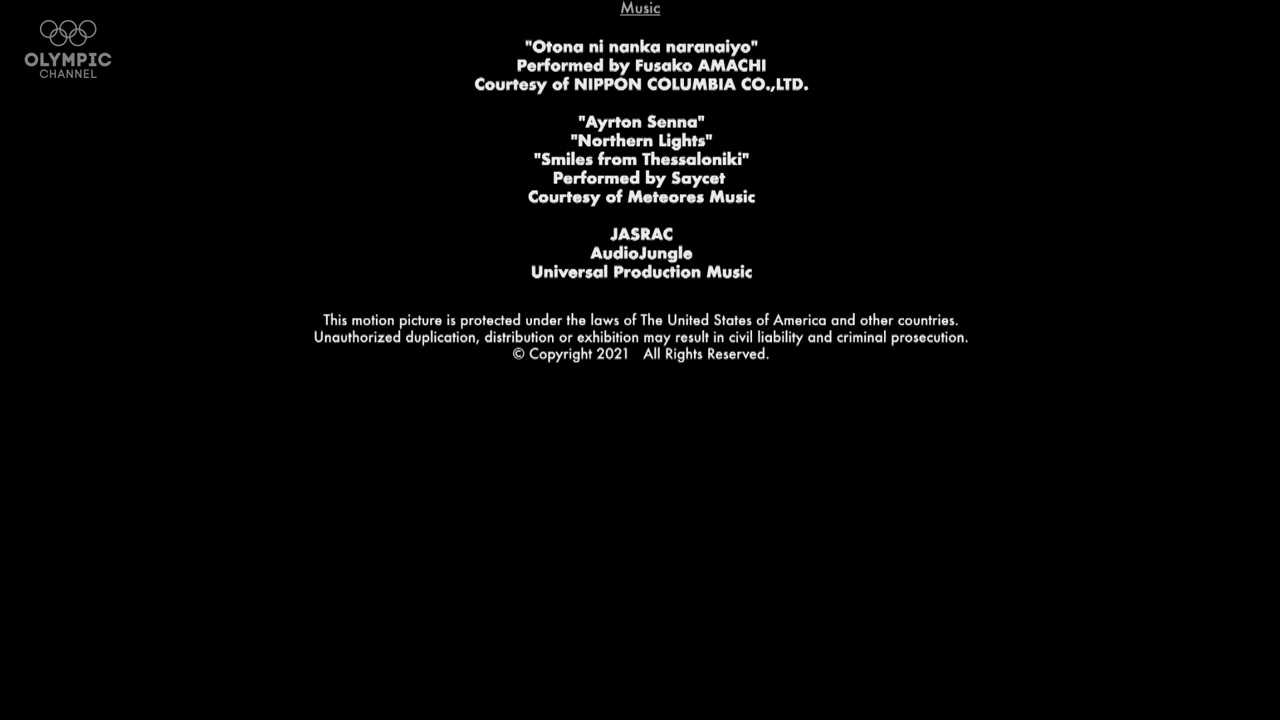 Music
OLYMPIC
CHANNEL
"Otona ni nanka naranaiyo"
Performed by Fusako AMACHI
Courtesy of NIPPON COLUMBIA CO.,LTD.
"Ayrton Senna"
"Northern Lights"
"Smiles from Thessaloniki"
Performed by Saycet
Courtesy of Meteores Music
JASRAC
AudioJungle
Universal Production Music
This motion picture is protected under the laws of The United States of America and other countries.
Unauthorized duplication, distribution or exhibition may result in civil liability and criminal prosecution.
© Copyright 2021 All Rights Reserved.